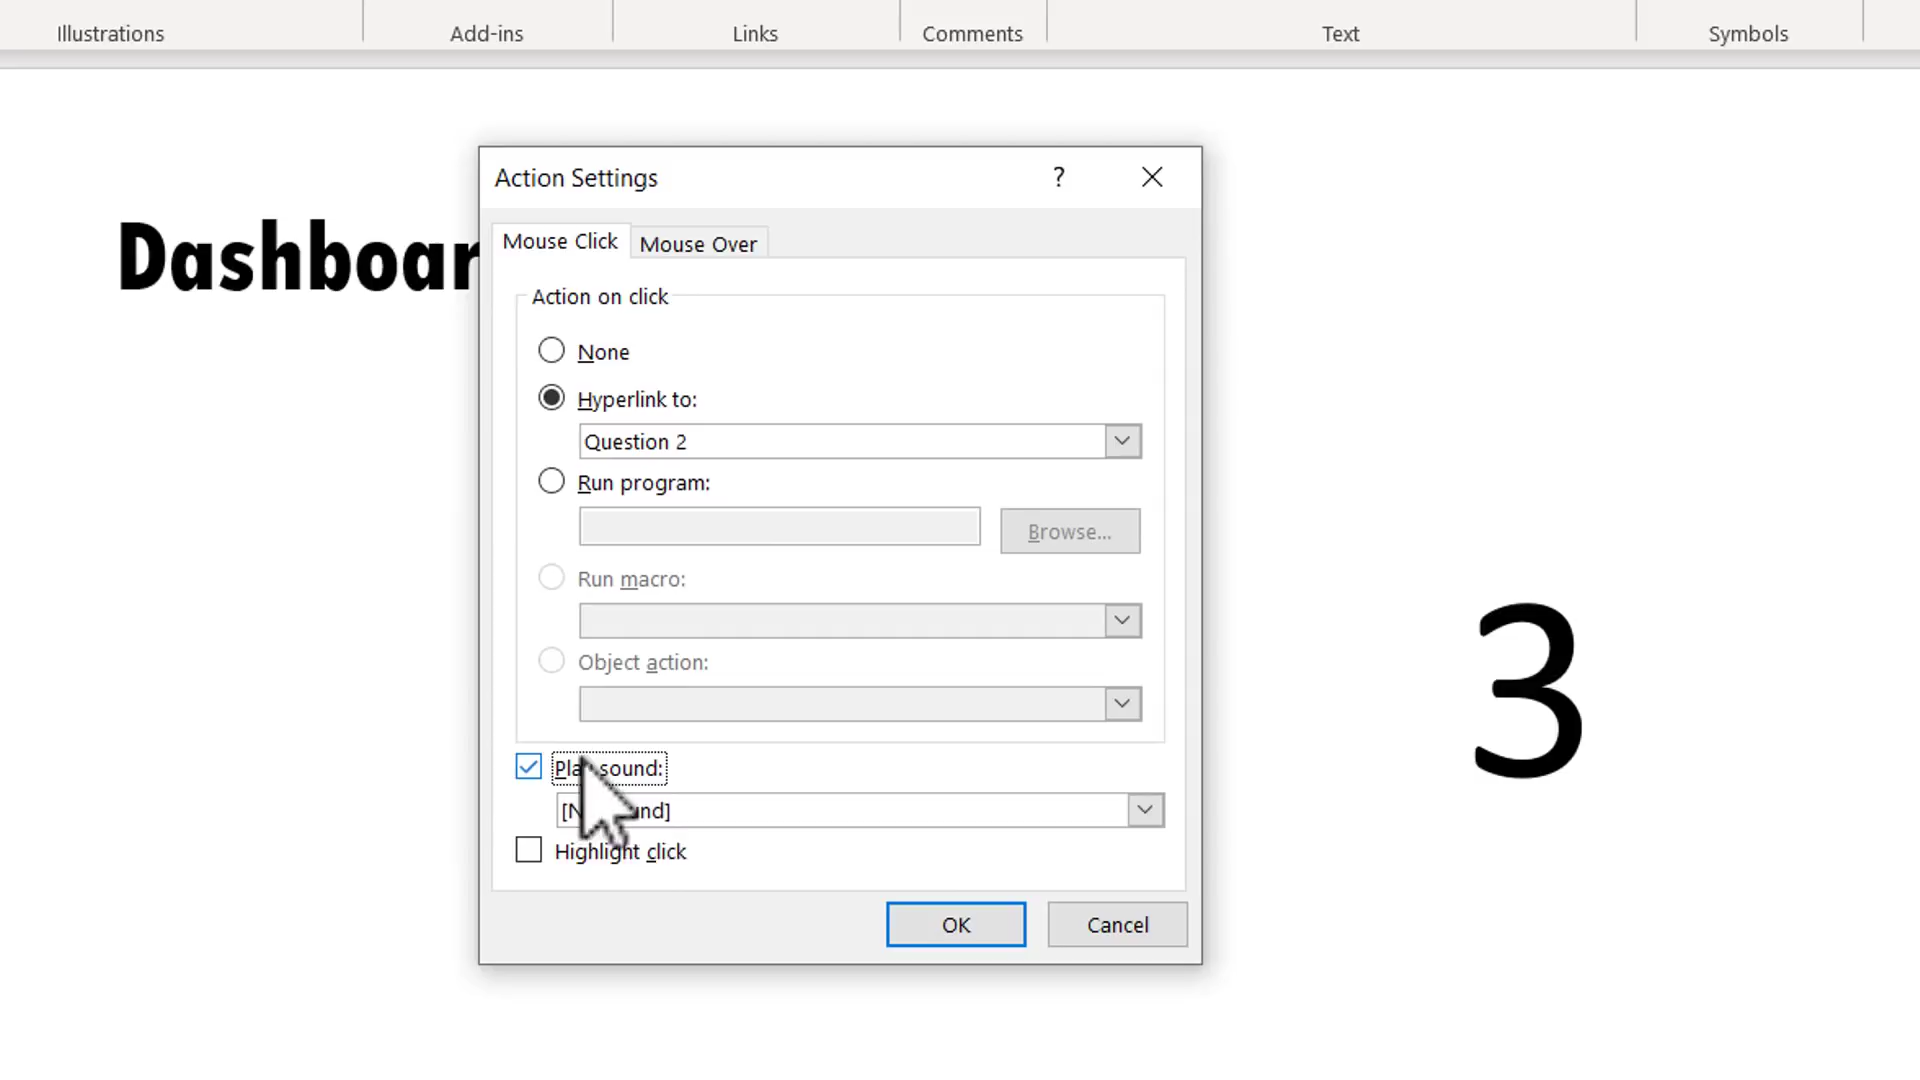 Illustrations
Add-ins
Links
Comments
Text
Symbols
Dashboar
Action Settings
?
Mouse Click
Mouse Over
Action on click
None
Hyperlink to:
Question 2
Run program:
Browse...
Run macro:
Object action:
sound:
Highlight click
OK
Cancel
3